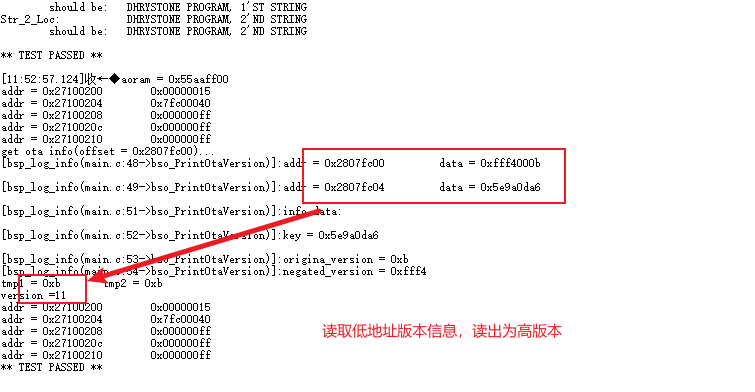 should be:   DHRYSTONE PROGRAM, 1'ST STRING
Str_2_Loc:           DHRYSTONE PROGRAM, 2'ND STRING
should be:   DHRYSTONE PROGRAM, 2'ND STRING
** TEST PASSED **
[11:52:57.124]收←◆aoram = 0x55aaff00
addr = 0x27100200       0x00000015
addr = 0x27100204       0x7fc00040
addr = 0x27100208       0x000000ff
addr = 0x2710020c       0x000000ff
addr = 0x27100210       0x000000ff
get ota info(offset = 0x2807fc00)...
[bsp_log_info(main.c:48->bso_PrintOtaVersion)]:addr = 0x2807fc00        data = 0xfff4000b
[bsp_log_info(main.c:49->bso_PrintOtaVersion)]:addr = 0x2807fc04        data = 0x5e9a0da6
[bsp_log_info(main.c:51->bso_PrintOtaVersion)]:info data:
[bsp_log_info(main.c:52->bso_PrintOtaVersion)]:key = 0x5e9a0da6
[bsp_log_info(main.c:53->bso_PrintOtaVersion)]:origina_version = 0xb
[bsp_log_info(main.c:54->bso_PrintOtaVersion)]:negated_version = 0xfff4
tmp1 = 0xb      tmp2 = 0xb
version =11
addr = 0x27100200       0x00000015
addr = 0x27100204       0x7fc00040
addr = 0x27100208       0x000000ff
addr = 0x2710020c       0x000000ff
addr = 0x27100210       0x000000ff
** TEST PASSED **
读取低地址版本信息，读出为高版本